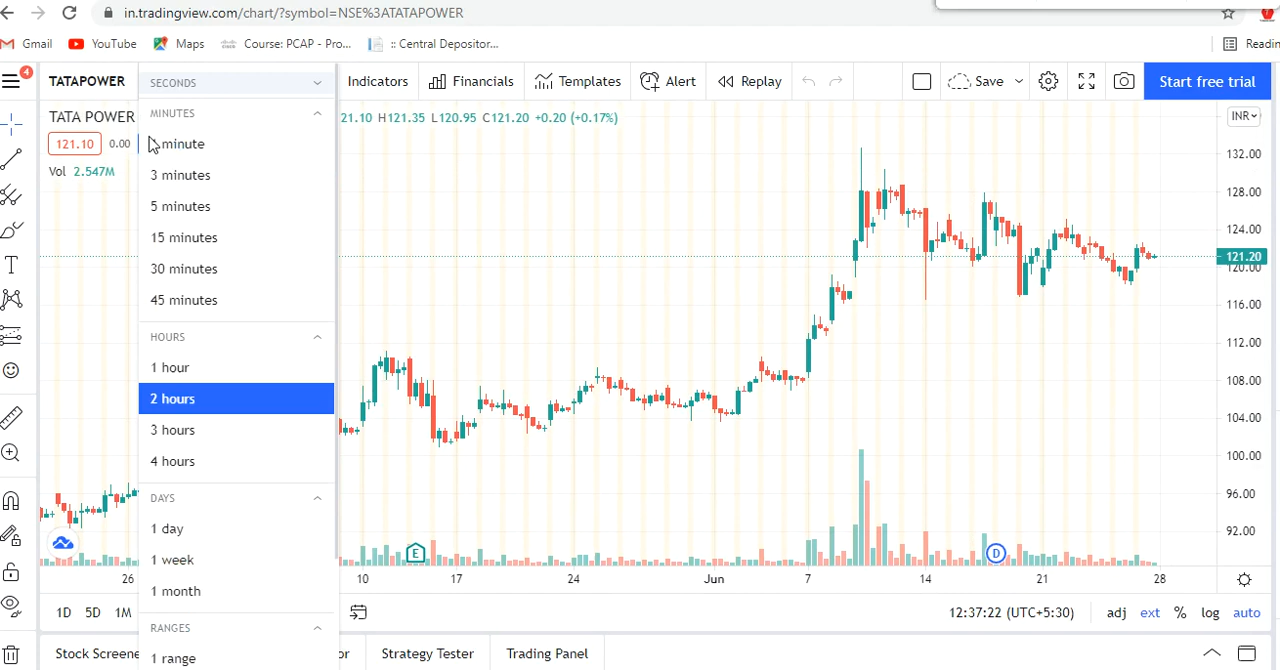 in.tradingview.com/chart/?symbol=NSE%3ATATAPOWER
Gmail YouTube Maps Course: PCAP - Pro... :: Central Depositor... Readin
4 TATAPOWER SECONDS Indicators Financials Templates Alert Replay Save Start free trial
TATA POWER 21.10 H121.35 L120.95 C121.20 +0.20 (+0.17%) INR
121.10 0.00
Vol 2.547M
MINUTES
minute
3 minutes
5 minutes
15 minutes
30 minutes
45 minutes
HOURS
1 hour
2 hours
3 hours
4 hours
DAYS
1 day
1 week
1 month
RANGES
1 range
132.00
128.00
124.00
121.20
120.00
116.00
112.00
108.00
104.00
100.00
96.00
92.00
E D
26 10 17 24 Jun 7 14 21 28
1D 5D 1M 12:37:22 (UTC+5:30) adj ext % log auto
Stock Screene or Strategy Tester Trading Panel